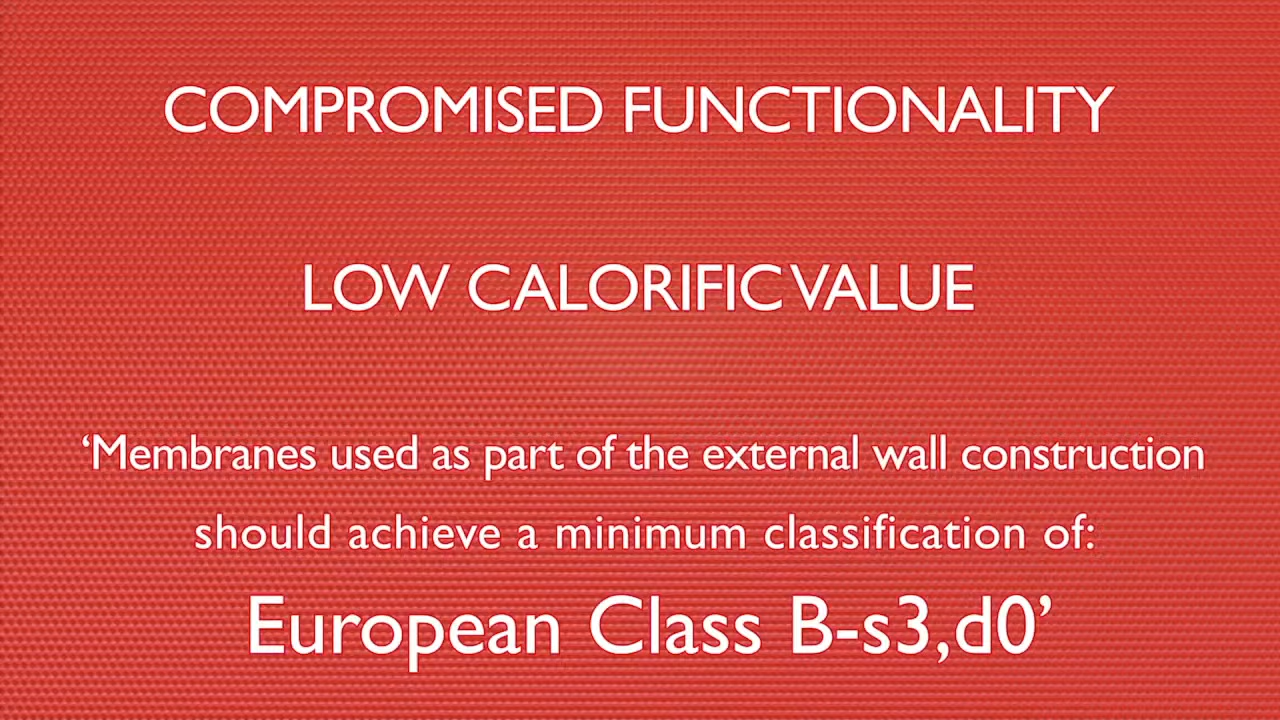 COMPROMISED FUNCTIONALITY
LOW CALORIFIC VALUE
‘Membranes used as part of the external wall construction
should achieve a minimum classification of:
European Class B-s3,d0’